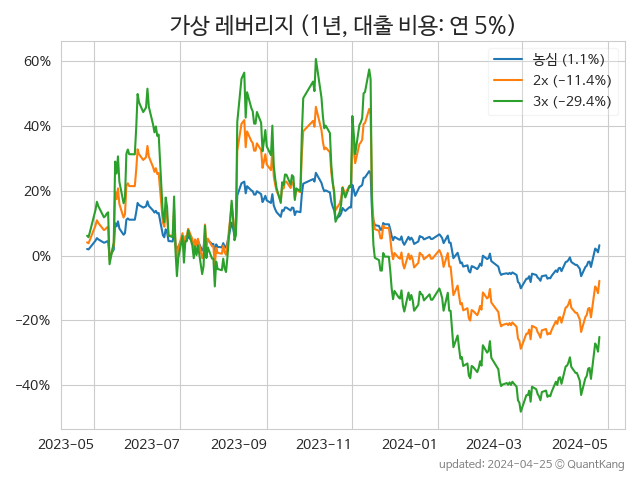 가상 레버리지 (1년, 대출 비용: 연 5%)
농심 (1.1%)
2x (−11.4%)
3x (−29.4%)
60%
40%
20%
0%
−20%
−40%
2023-05 2023-07 2023-09 2023-11 2024-01 2024-03 2024-05
updated: 2024-04-25 © QuantKang